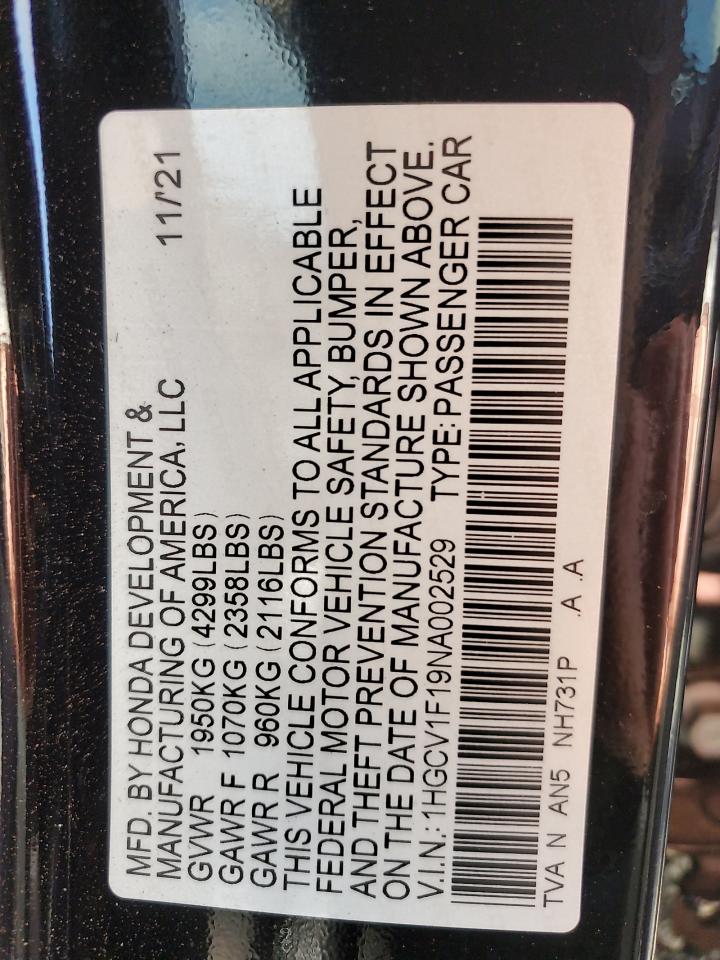 MFD. BY HONDA DEVELOPMENT &
MANUFACTURING OF AMERICA, LLC 11/'21
GVWR 1950KG (4299LBS)
GAWR F 1070KG (2358LBS)
GAWR R 960KG (2116LBS)
THIS VEHICLE CONFORMS TO ALL APPLICABLE
FEDERAL MOTOR VEHICLE SAFETY, BUMPER,
AND THEFT PREVENTION STANDARDS IN EFFECT
ON THE DATE OF MANUFACTURE SHOWN ABOVE.
V.I.N.: 1HGCV1F19NA002529 TYPE: PASSENGER CAR
TVA N AN5 NH731P .A .A